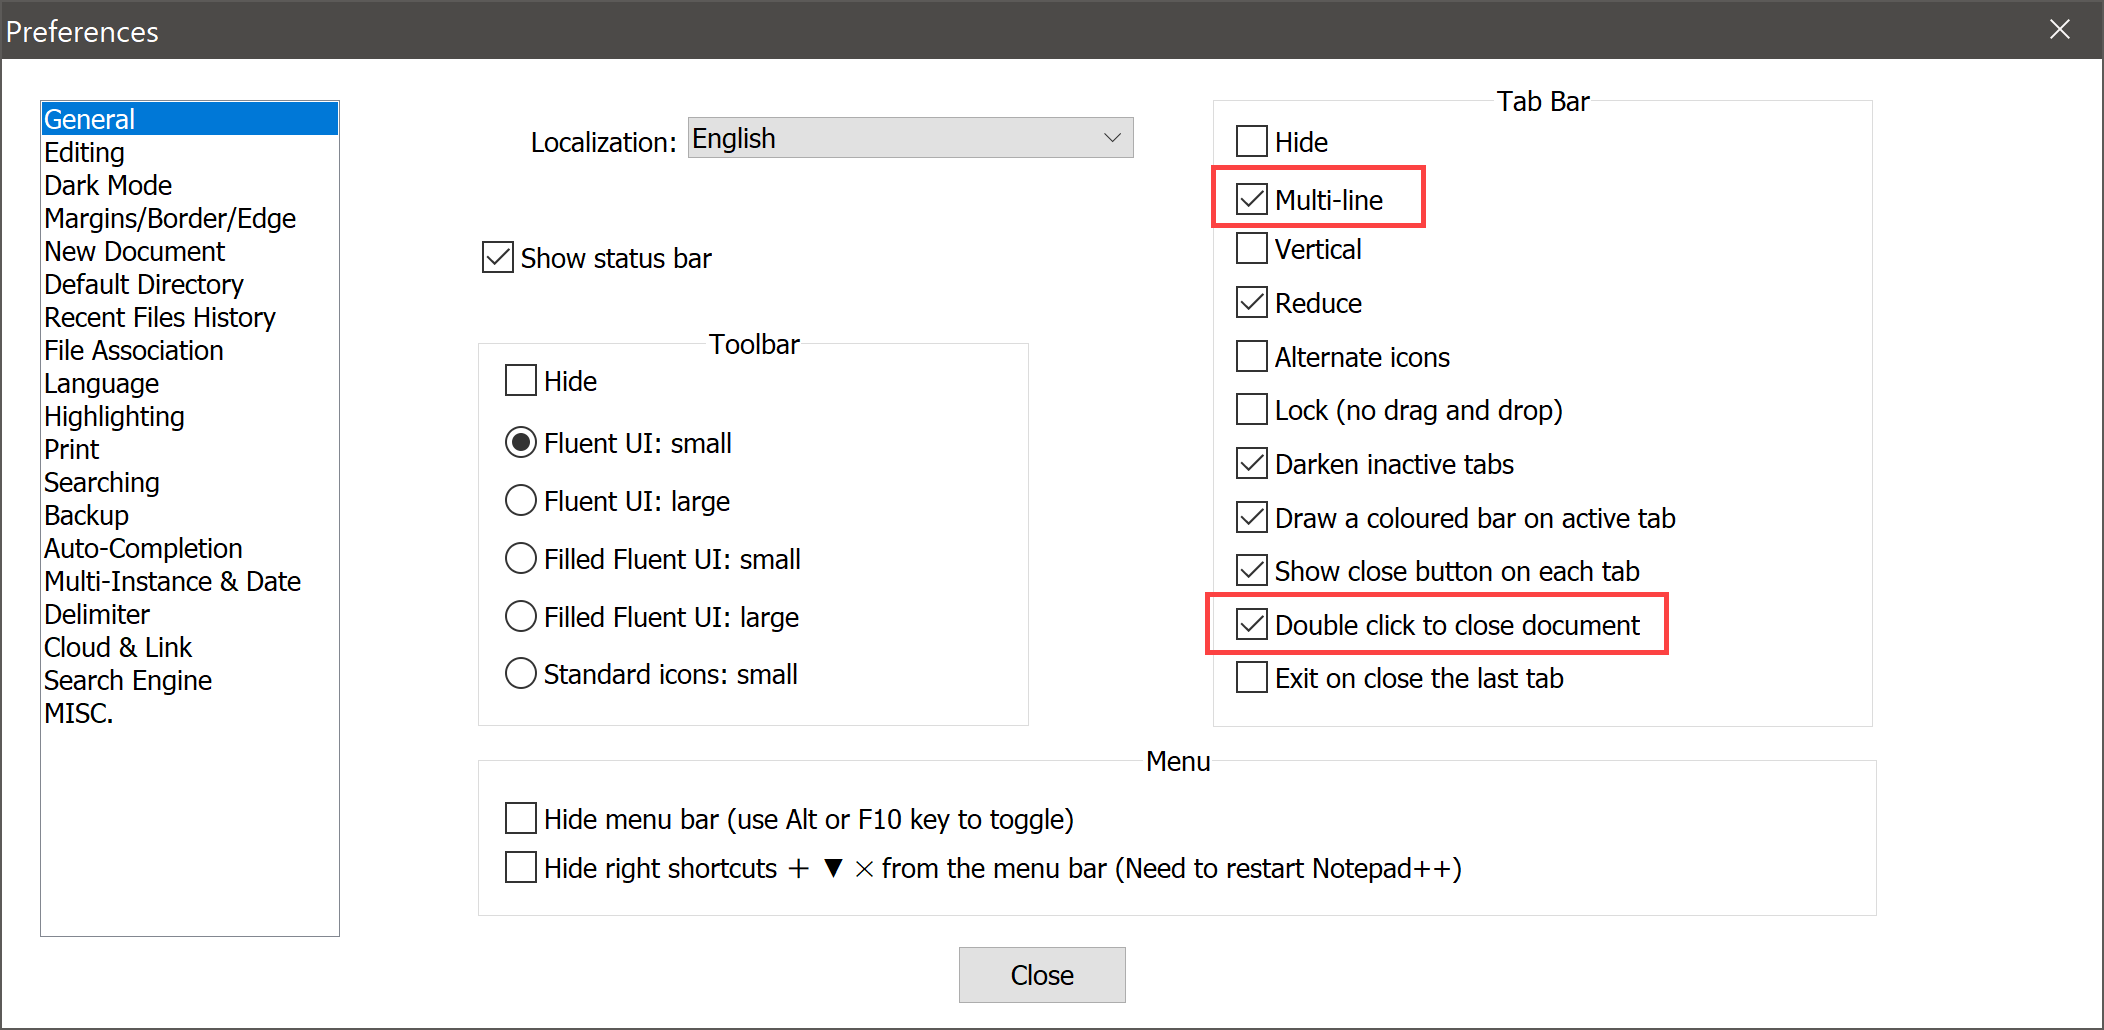 Preferences
General
Editing
Dark Mode
Margins/Border/Edge
New Document
Default Directory
Recent Files History
File Association
Language
Highlighting
Print
Searching
Backup
Auto-Completion
Multi-Instance & Date
Delimiter
Cloud & Link
Search Engine
MISC.
Localization: English
Show status bar
Toolbar
Hide
Fluent UI: small
Fluent UI: large
Filled Fluent UI: small
Filled Fluent UI: large
Standard icons: small
Tab Bar
Hide
Multi-line
Vertical
Reduce
Alternate icons
Lock (no drag and drop)
Darken inactive tabs
Draw a coloured bar on active tab
Show close button on each tab
Double click to close document
Exit on close the last tab
Menu
Hide menu bar (use Alt or F10 key to toggle)
Hide right shortcuts ＋ ▼ ✕ from the menu bar (Need to restart Notepad++)
Close